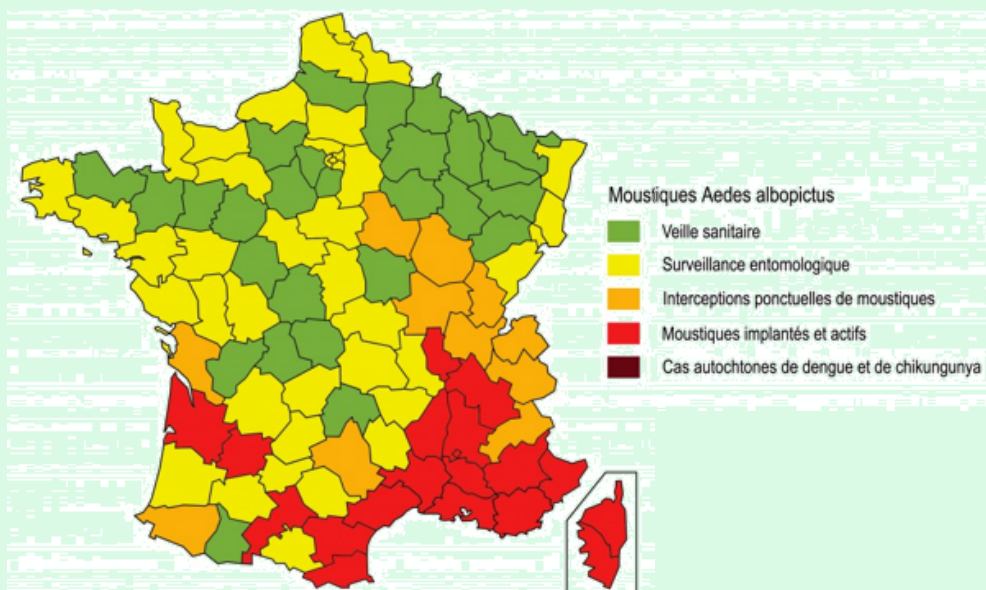 Moustiques Aedes albopictus
Veille sanitaire
Surveillance entomologique
Interceptions ponctuelles de moustiques
Moustiques implantés et actifs
Cas autochtones de dengue et de chikungunya